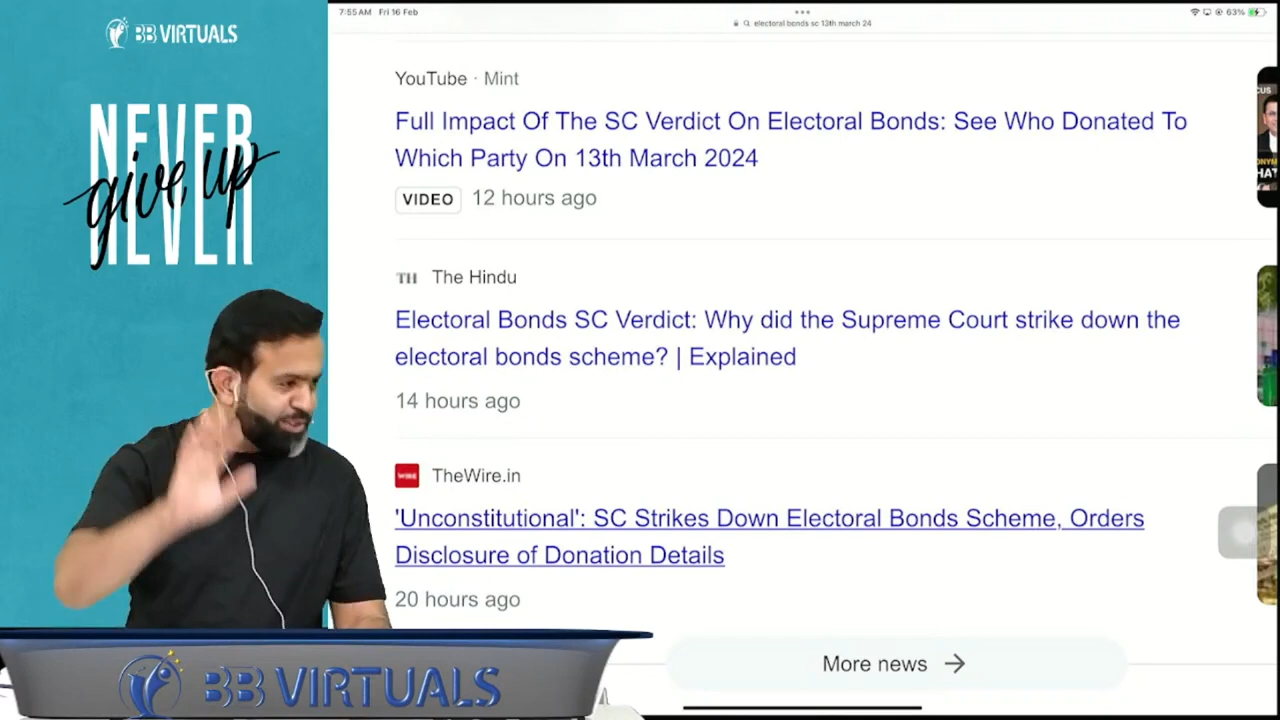 BB VIRTUALS
NEVER
give up
NEVER
7:55 AM Fri 16 Feb
63%
electoral bonds sc 13th march 24
YouTube · Mint
Full Impact Of The SC Verdict On Electoral Bonds: See Who Donated To
Which Party On 13th March 2024
VIDEO 12 hours ago
TH The Hindu
Electoral Bonds SC Verdict: Why did the Supreme Court strike down the
electoral bonds scheme? | Explained
14 hours ago
WIRE TheWire.in
'Unconstitutional': SC Strikes Down Electoral Bonds Scheme, Orders
Disclosure of Donation Details
20 hours ago
More news →
BB VIRTUALS